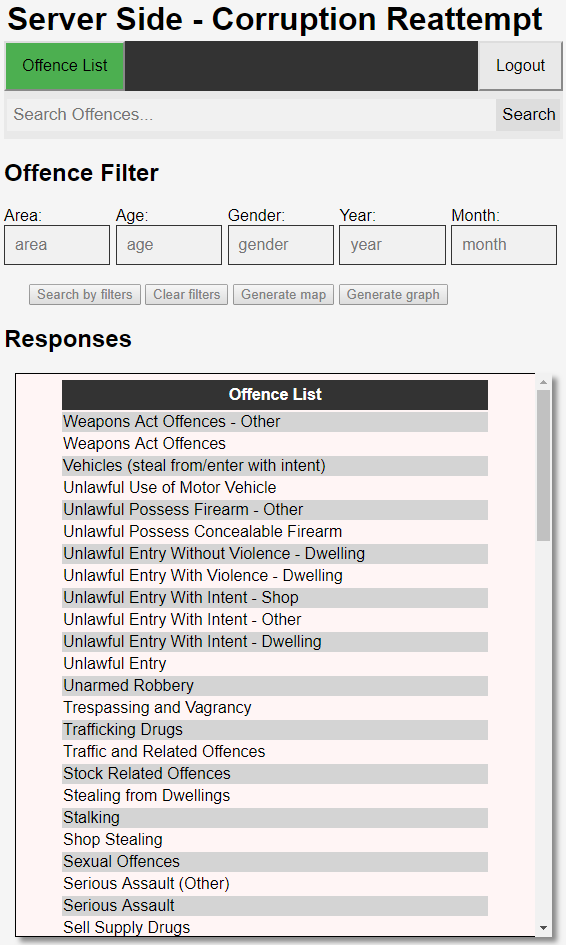 Server Side - Corruption Reattempt
Offence List
Logout
Search Offences...
Search
Offence Filter
Area: Age: Gender: Year: Month:
area age gender year month
Search by filters Clear filters Generate map Generate graph
Responses
Offence List
Weapons Act Offences - Other
Weapons Act Offences
Vehicles (steal from/enter with intent)
Unlawful Use of Motor Vehicle
Unlawful Possess Firearm - Other
Unlawful Possess Concealable Firearm
Unlawful Entry Without Violence - Dwelling
Unlawful Entry With Violence - Dwelling
Unlawful Entry With Intent - Shop
Unlawful Entry With Intent - Other
Unlawful Entry With Intent - Dwelling
Unlawful Entry
Unarmed Robbery
Trespassing and Vagrancy
Trafficking Drugs
Traffic and Related Offences
Stock Related Offences
Stealing from Dwellings
Stalking
Shop Stealing
Sexual Offences
Serious Assault (Other)
Serious Assault
Sell Supply Drugs